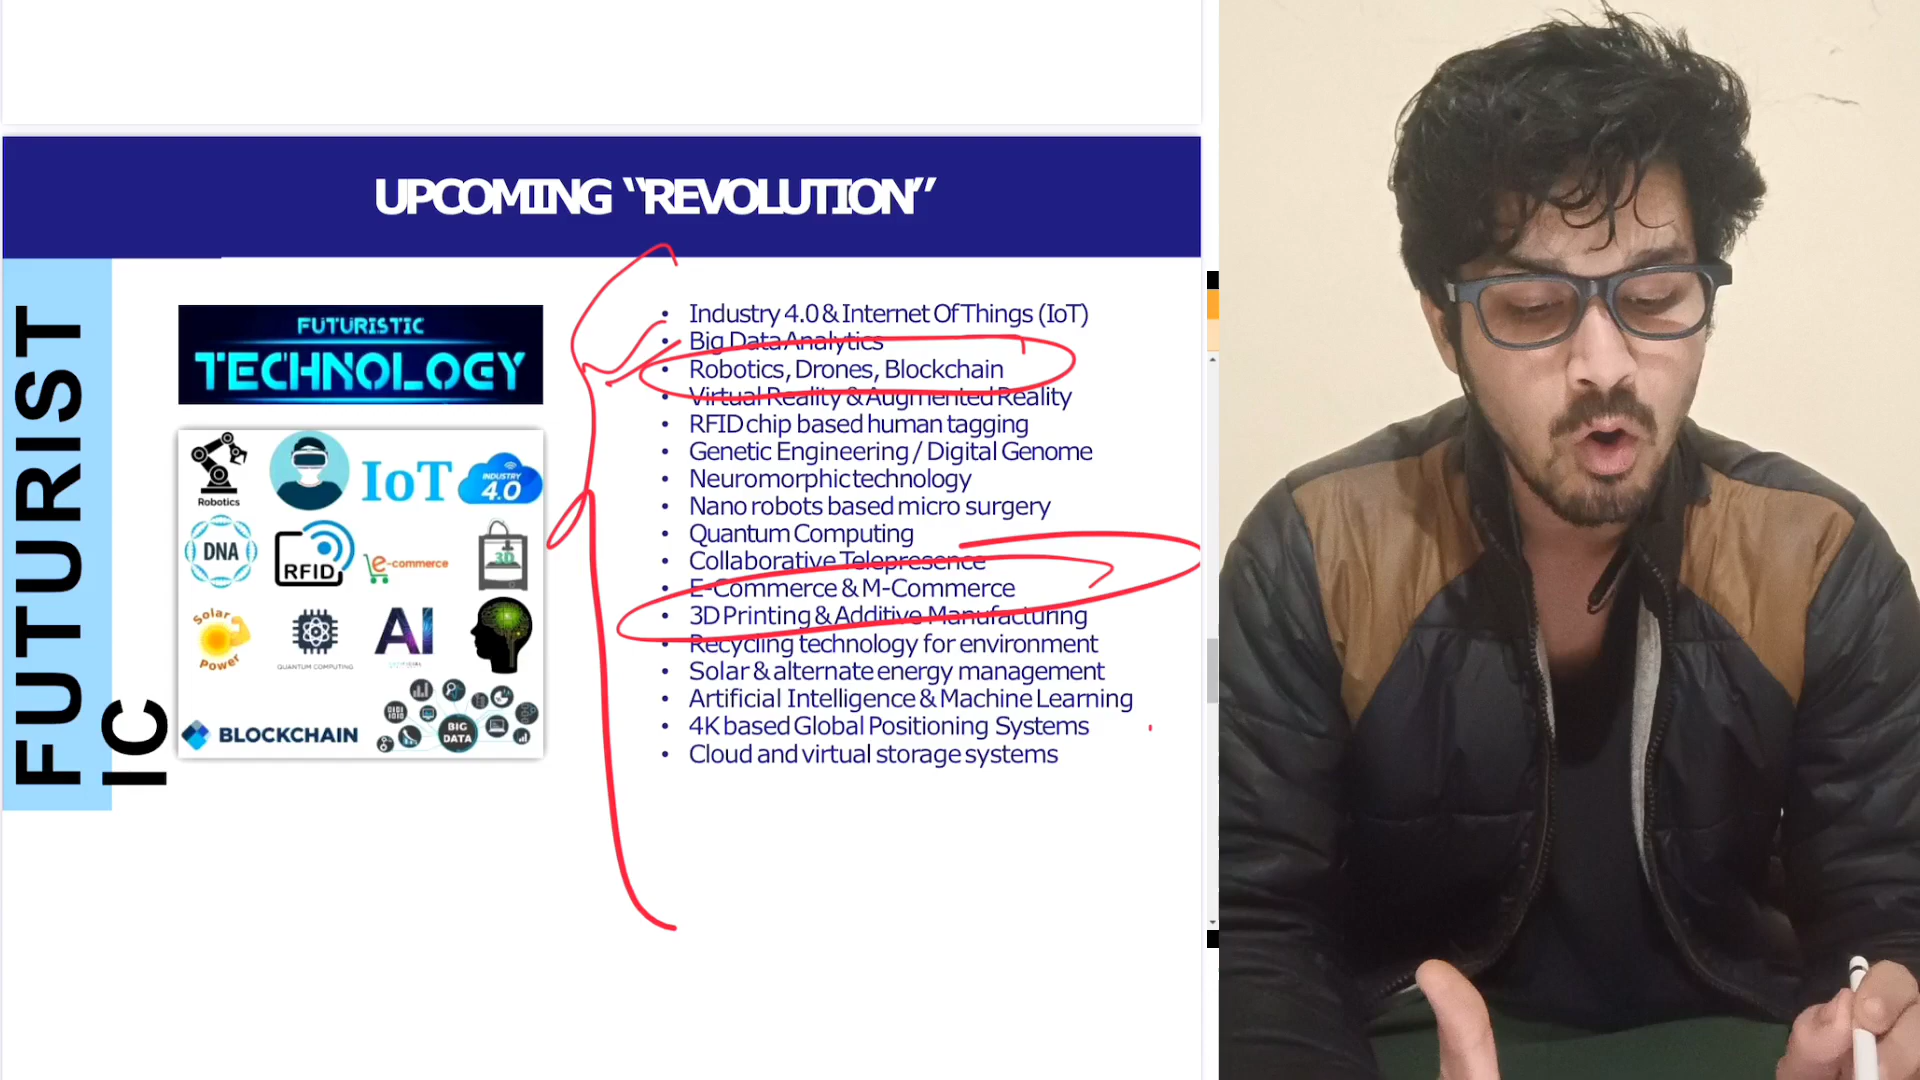 UPCOMING “REVOLUTION”
FUTURIST
IC
FUTURISTIC
TECHNOLOGY
Robotics
IoT
INDUSTRY
4.0
DNA
RFID
e-commerce
3D
Solar
Power
QUANTUM COMPUTING
AI
BLOCKCHAIN
BIG
DATA
• Industry 4.0 & Internet Of Things (IoT)
• Big Data Analytics
• Robotics, Drones, Blockchain
• Virtual Reality & Augmented Reality
• RFID chip based human tagging
• Genetic Engineering / Digital Genome
• Neuromorphic technology
• Nano robots based micro surgery
• Quantum Computing
• Collaborative Telepresence
• E-Commerce & M-Commerce
• 3D Printing & Additive Manufacturing
• Recycling technology for environment
• Solar & alternate energy management
• Artificial Intelligence & Machine Learning
• 4K based Global Positioning Systems
• Cloud and virtual storage systems